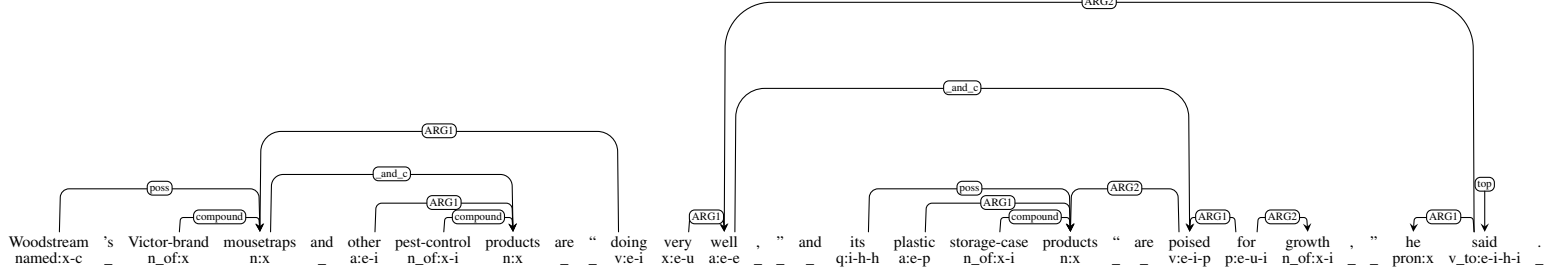 ARG2
_and_c
ARG1
_and_c
poss poss ARG2 top
ARG1 ARG1
compound compound ARG1 compound ARG1 ARG2 ARG1
Woodstream 's Victor-brand mousetraps and other pest-control products are “ doing very well , ” and its plastic storage-case products “ are poised for growth , ” he said .
named:x-c _ n_of:x n:x _ a:e-i n_of:x-i n:x _ _ v:e-i x:e-u a:e-e _ _ _ q:i-h-h a:e-p n_of:x-i n:x _ _ v:e-i-p p:e-u-i n_of:x-i _ _ pron:x v_to:e-i-h-i _